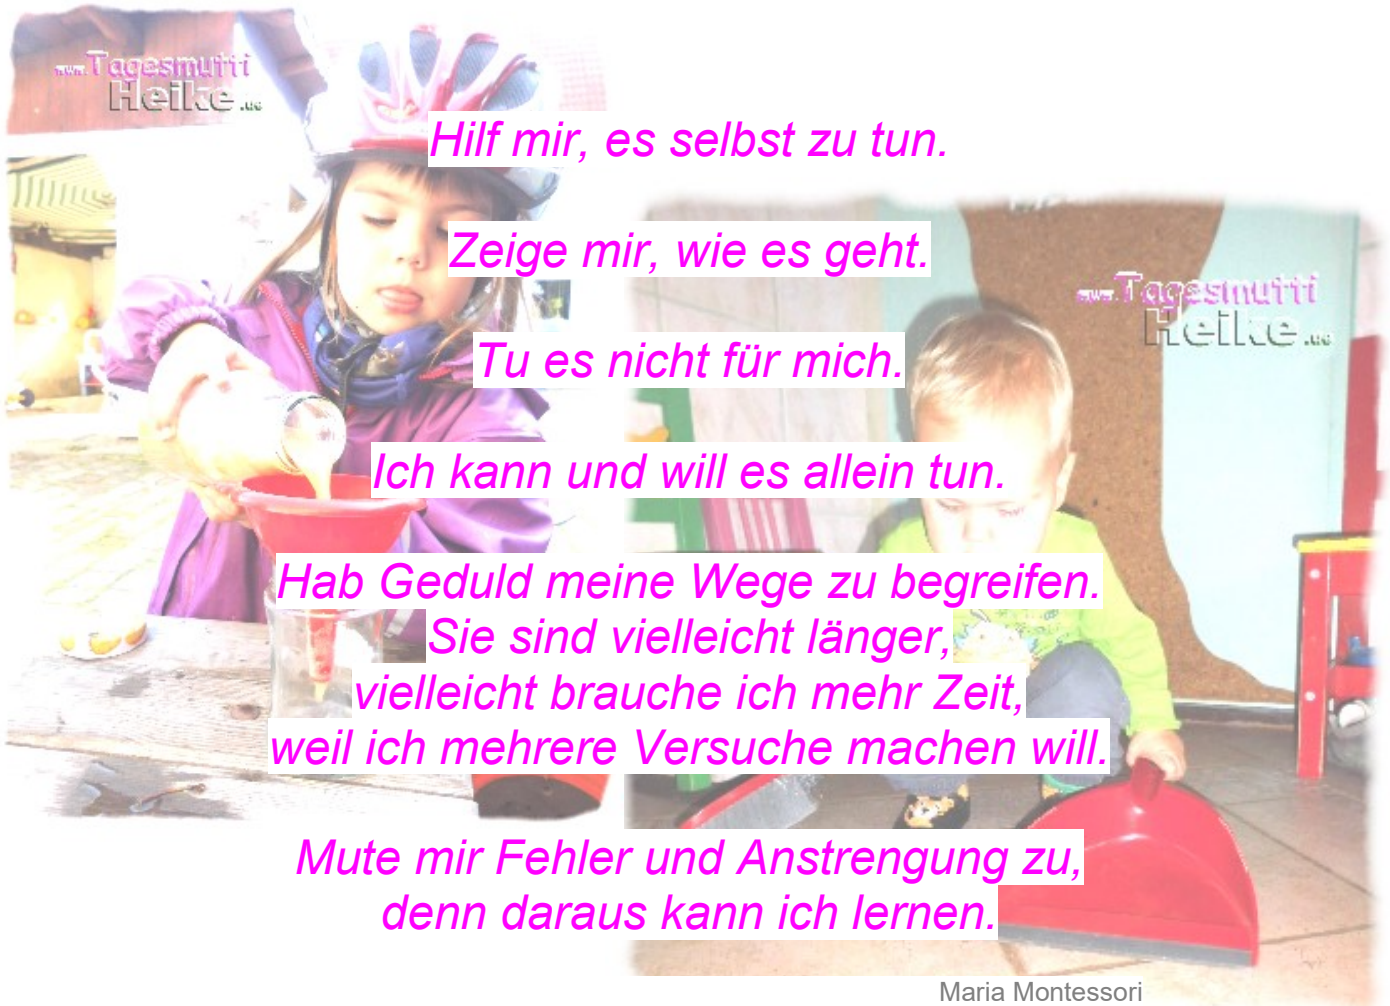 www.Tagesmutti
Heike.de
Hilf mir, es selbst zu tun.
Zeige mir, wie es geht.
www.Tagesmutti
Heike.de
Tu es nicht für mich.
Ich kann und will es allein tun.
Hab Geduld meine Wege zu begreifen.
Sie sind vielleicht länger,
vielleicht brauche ich mehr Zeit,
weil ich mehrere Versuche machen will.
Mute mir Fehler und Anstrengung zu,
denn daraus kann ich lernen.
Maria Montessori